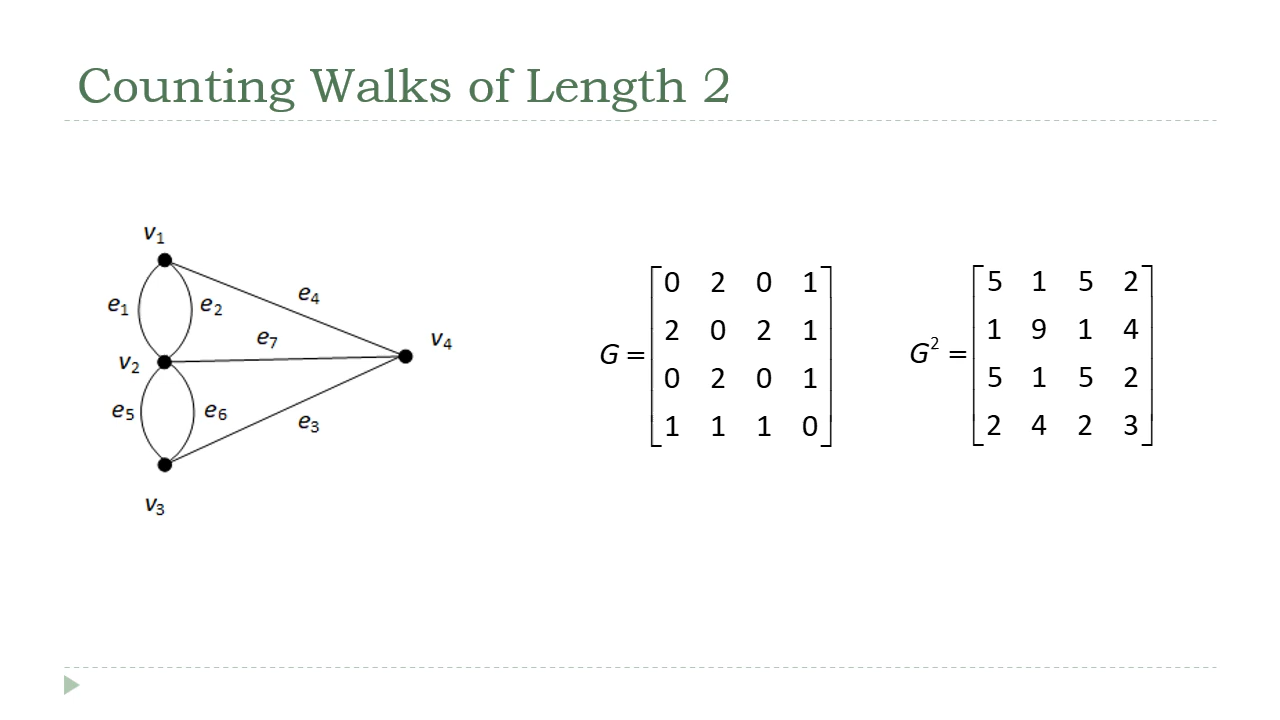 Counting Walks of Length 2
v1
e1
e2
e4
e7
v4
v2
e5
e6
e3
v3
G =
0 2 0 1
2 0 2 1
0 2 0 1
1 1 1 0
G² =
5 1 5 2
1 9 1 4
5 1 5 2
2 4 2 3